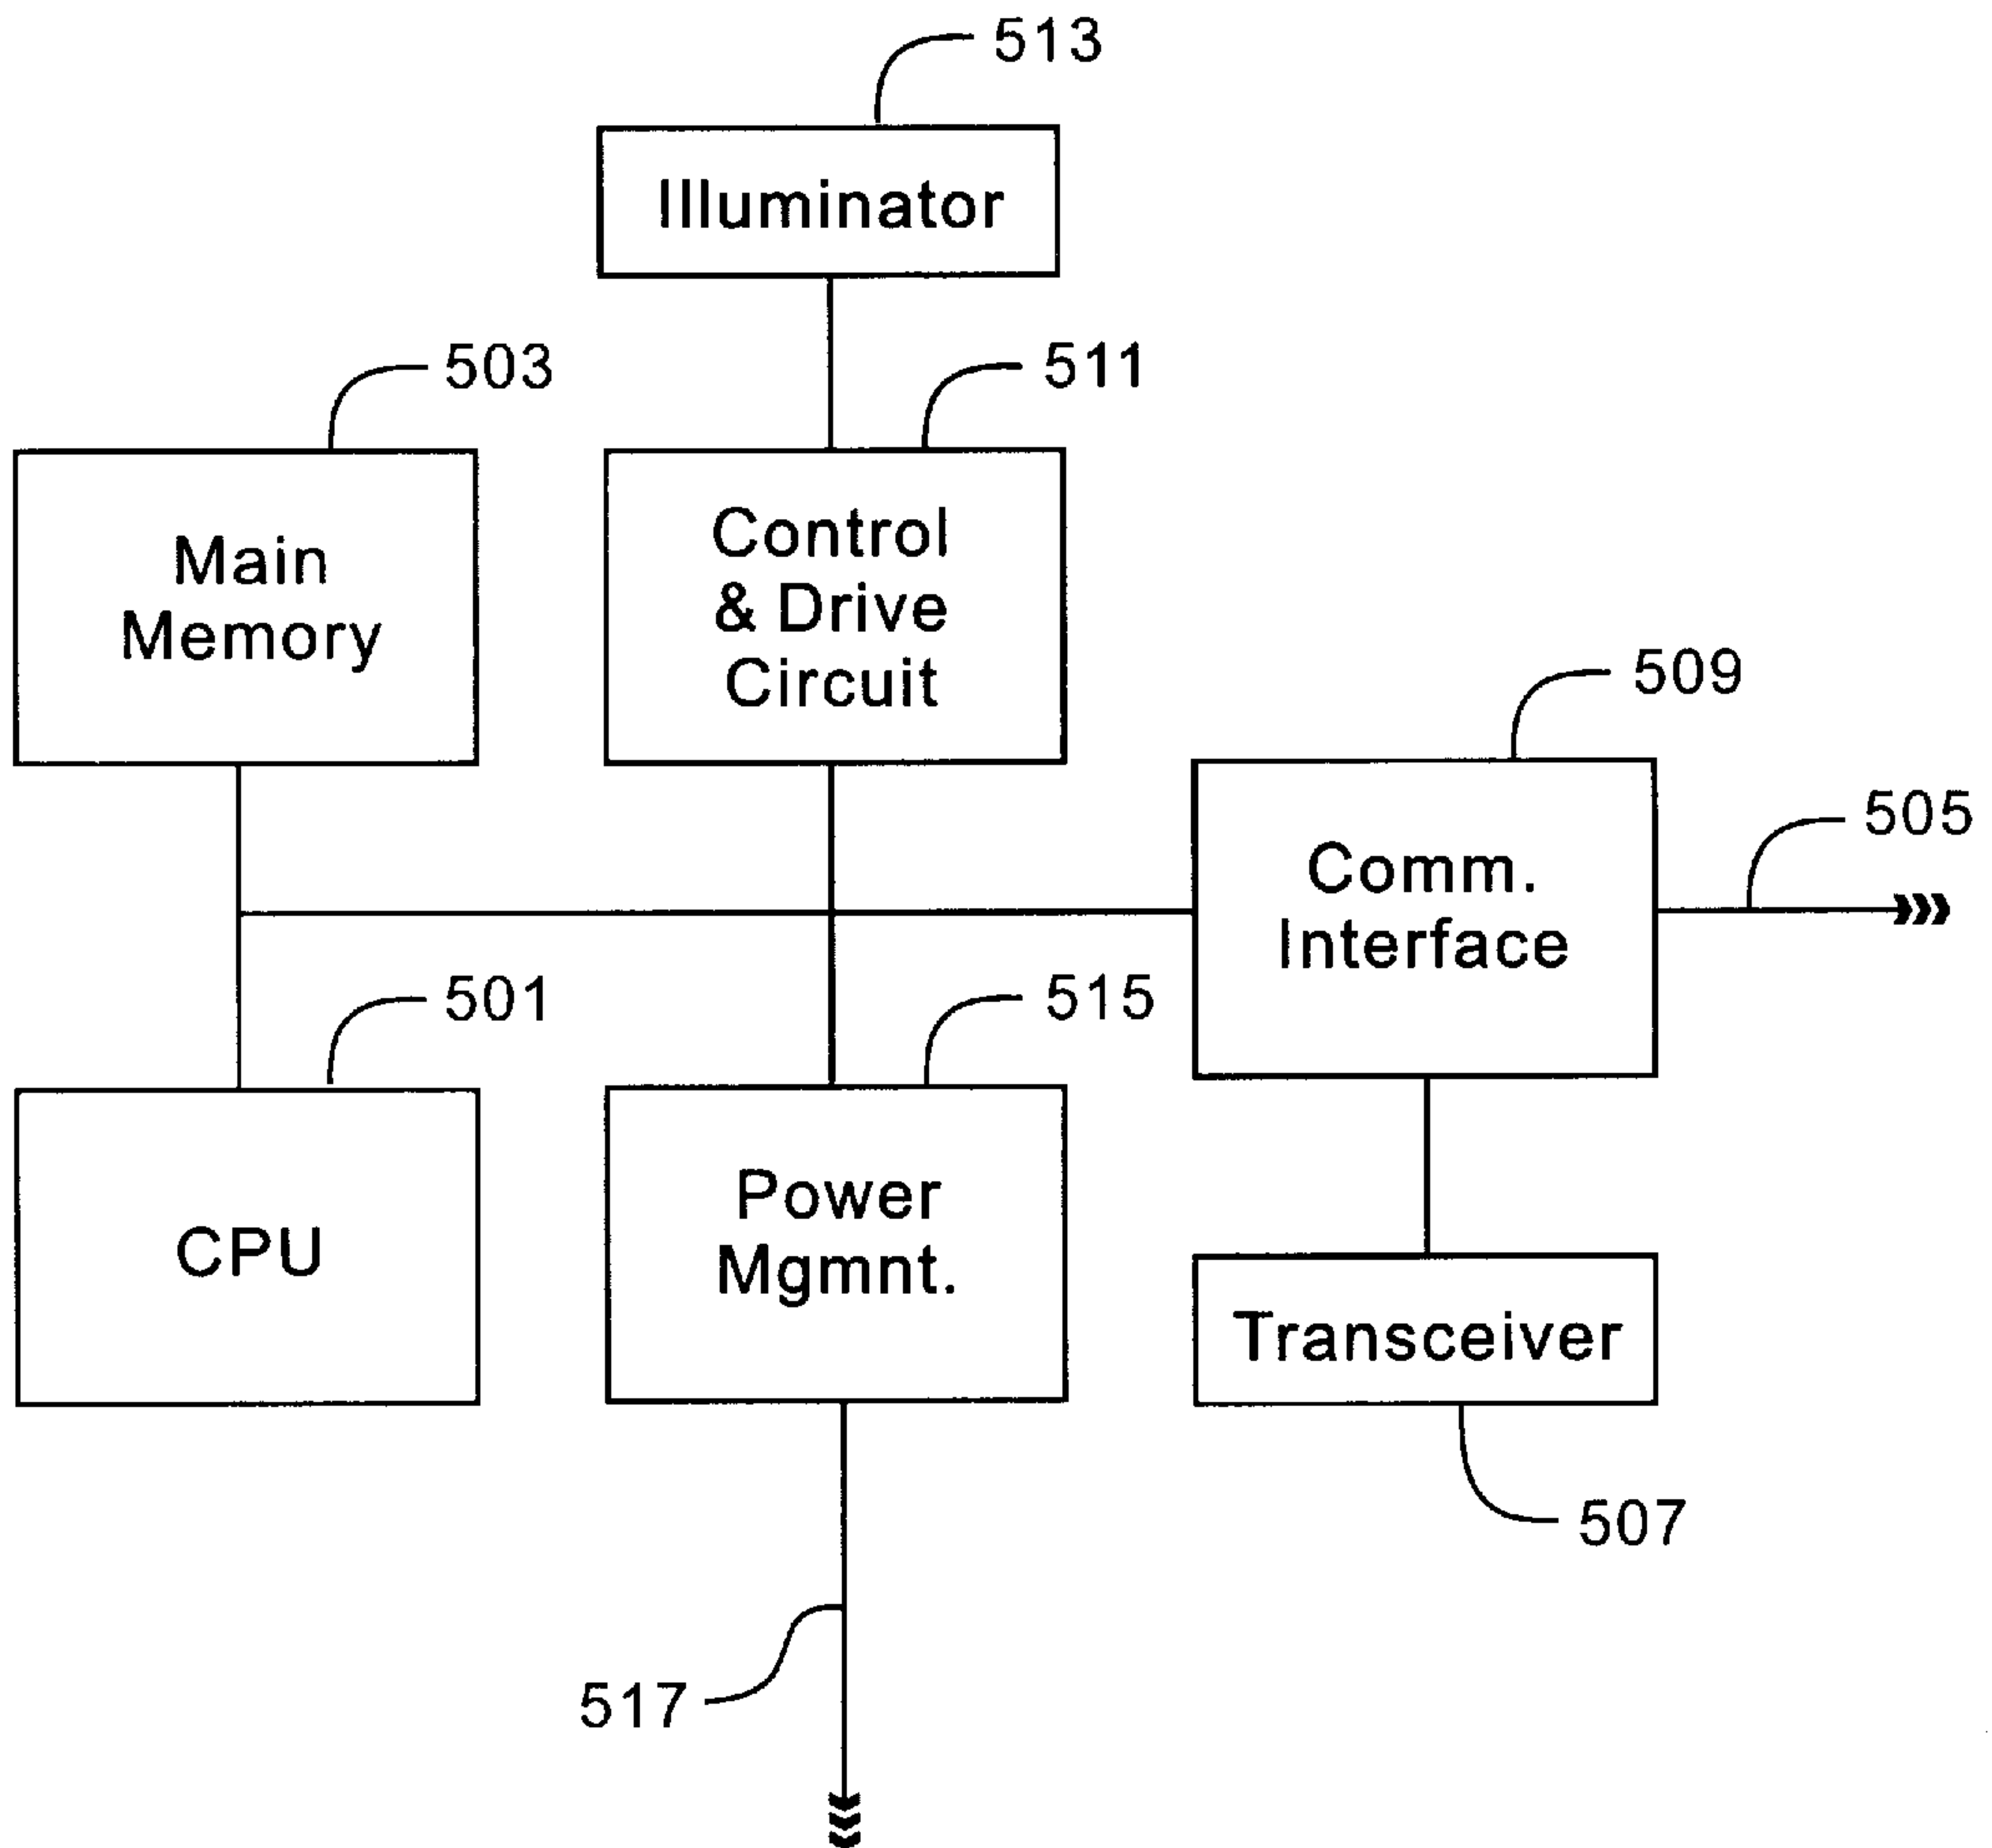 513
Illuminator
503
511
Main
Memory
Control
& Drive
Circuit
509
505
Comm.
Interface
501
515
CPU
Power
Mgmnt.
Transceiver
507
517